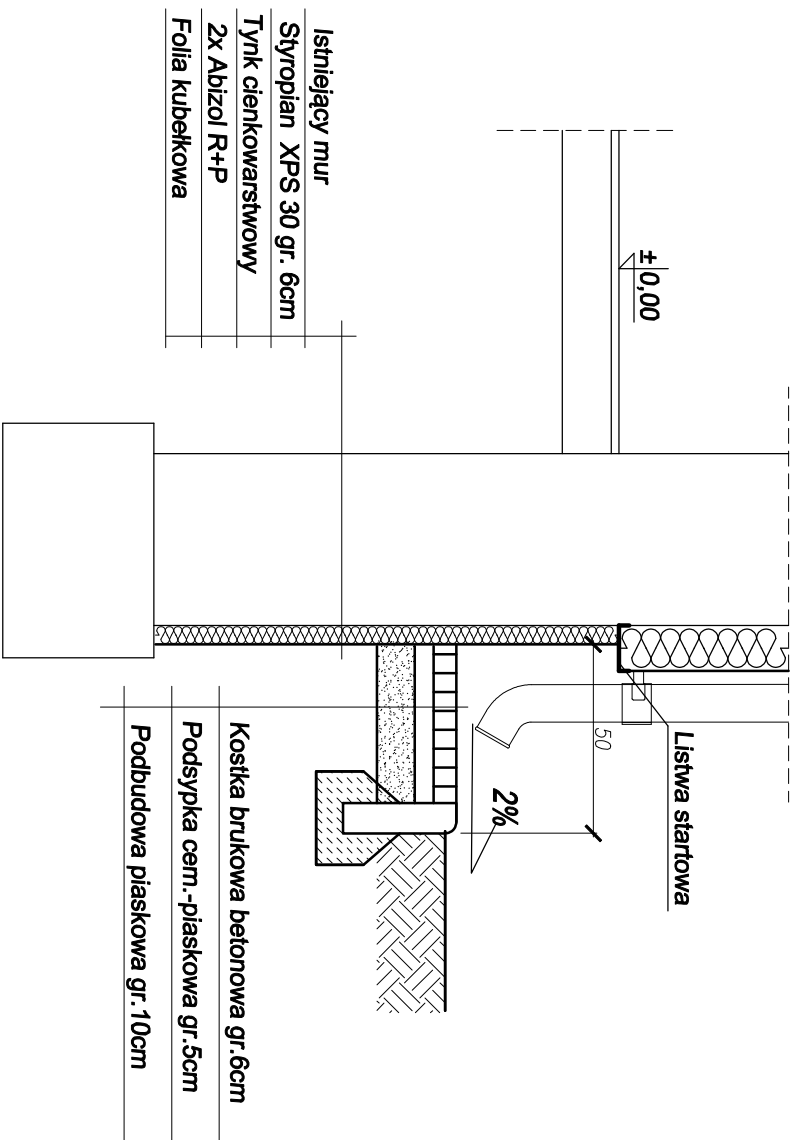 ± 0,00
Listwa startowa
50
2%
Istniejący mur
Styropian XPS 30 gr. 6cm
Tynk cienkowarstwowy
2x Abizol R+P
Folia kubełkowa
Kostka brukowa betonowa gr.6cm
Podsypka cem.-piaskowa gr.5cm
Podbudowa piaskowa gr.10cm